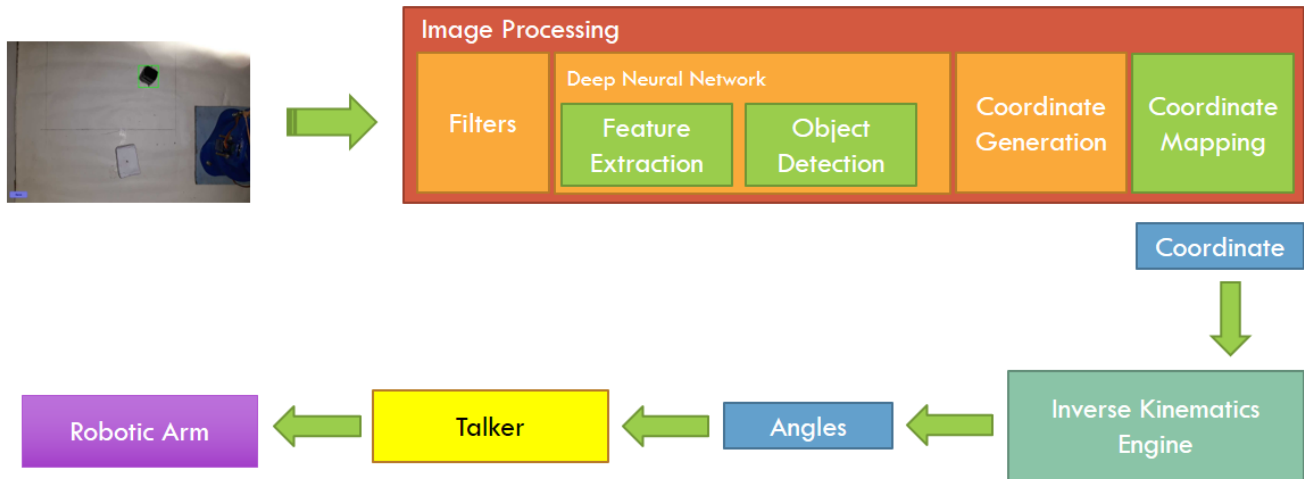 Image Processing
Filters
Deep Neural Network
Feature
Extraction
Object
Detection
Coordinate
Generation
Coordinate
Mapping
Coordinate
Inverse Kinematics
Engine
Angles
Talker
Robotic Arm